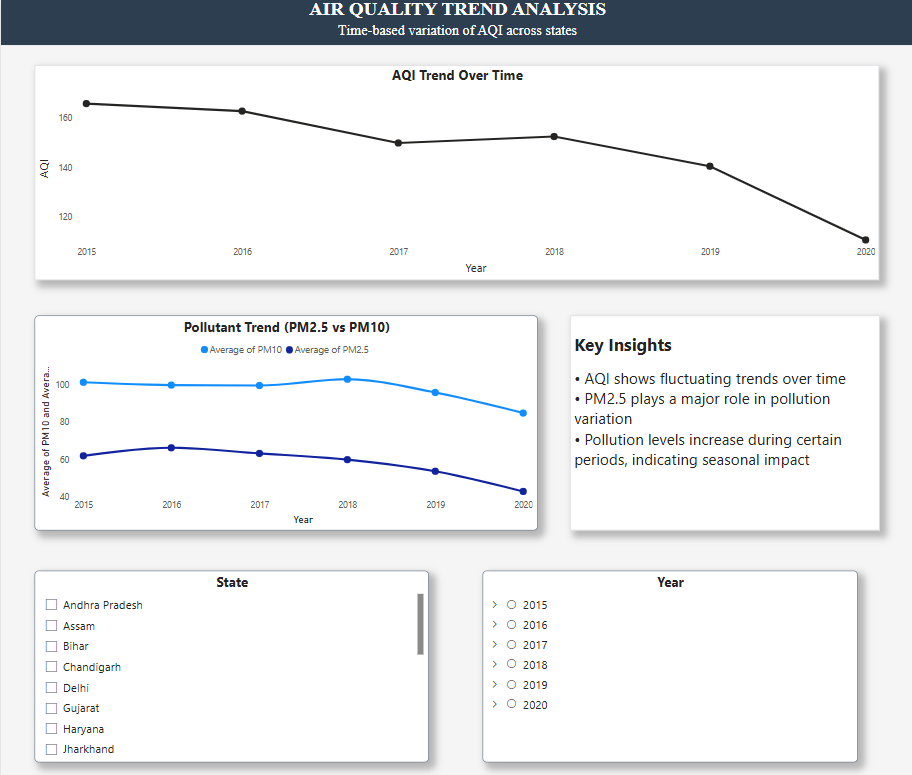 AIR QUALITY TREND ANALYSIS
Time-based variation of AQI across states
AQI Trend Over Time
AQI
160
140
120
2015 2016 2017 2018 2019 2020
Year
Pollutant Trend (PM2.5 vs PM10)
Average of PM10 Average of PM2.5
Average of PM10 and Avera...
100
80
60
40
2015 2016 2017 2018 2019 2020
Year
Key Insights
• AQI shows fluctuating trends over time
• PM2.5 plays a major role in pollution
variation
• Pollution levels increase during certain
periods, indicating seasonal impact
State
Andhra Pradesh
Assam
Bihar
Chandigarh
Delhi
Gujarat
Haryana
Jharkhand
Year
2015
2016
2017
2018
2019
2020